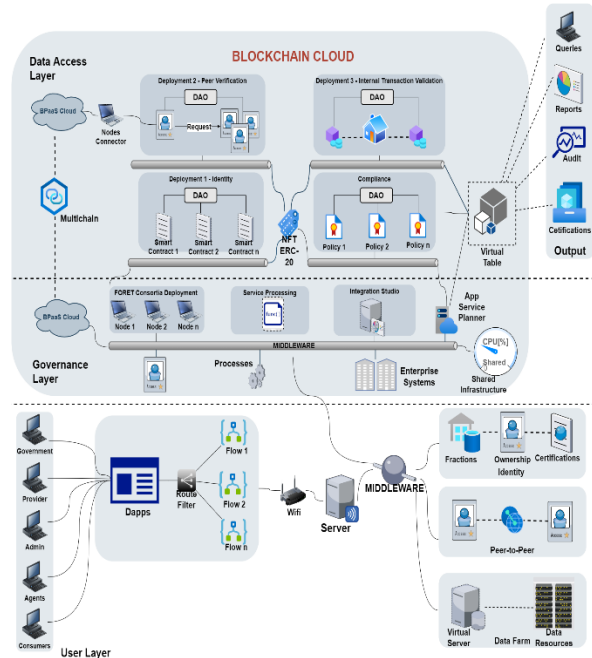 BLOCKCHAIN CLOUD
Data Access
Layer
BPaaS Cloud
Nodes
Connector
Multichain
Deployment 2 - Peer Verification
DAO
Request
Deployment 3 - Internal Transaction Validation
DAO
Deployment 1 - Identity
DAO
Smart
Contract 1
Smart
Contract 2
Smart
Contract n
NFT
ERC-
20
Compliance
DAO
Policy 1
Policy 2
Policy n
Virtual
Table
Queries
Reports
Audit
Cetifications
Output
BPaaS Cloud
Governance
Layer
FORET Consortia Deployment
Node 1
Node 2
Node n
Service Processing
Integration Studio
App
Service
Planner
MIDDLEWARE
Processes
Enterprise
Systems
CPU[%]
Shared
Shared
Infrastructure
Government
Provider
Admin
Agents
Consumers
User Layer
Dapps
Route
Filter
Flow 1
Flow 2
Flow n
Wifi
Server
MIDDLEWARE
Fractions
Ownership
Identity
Certifications
Peer-to-Peer
Virtual
Server
Data Farm
Data
Resources